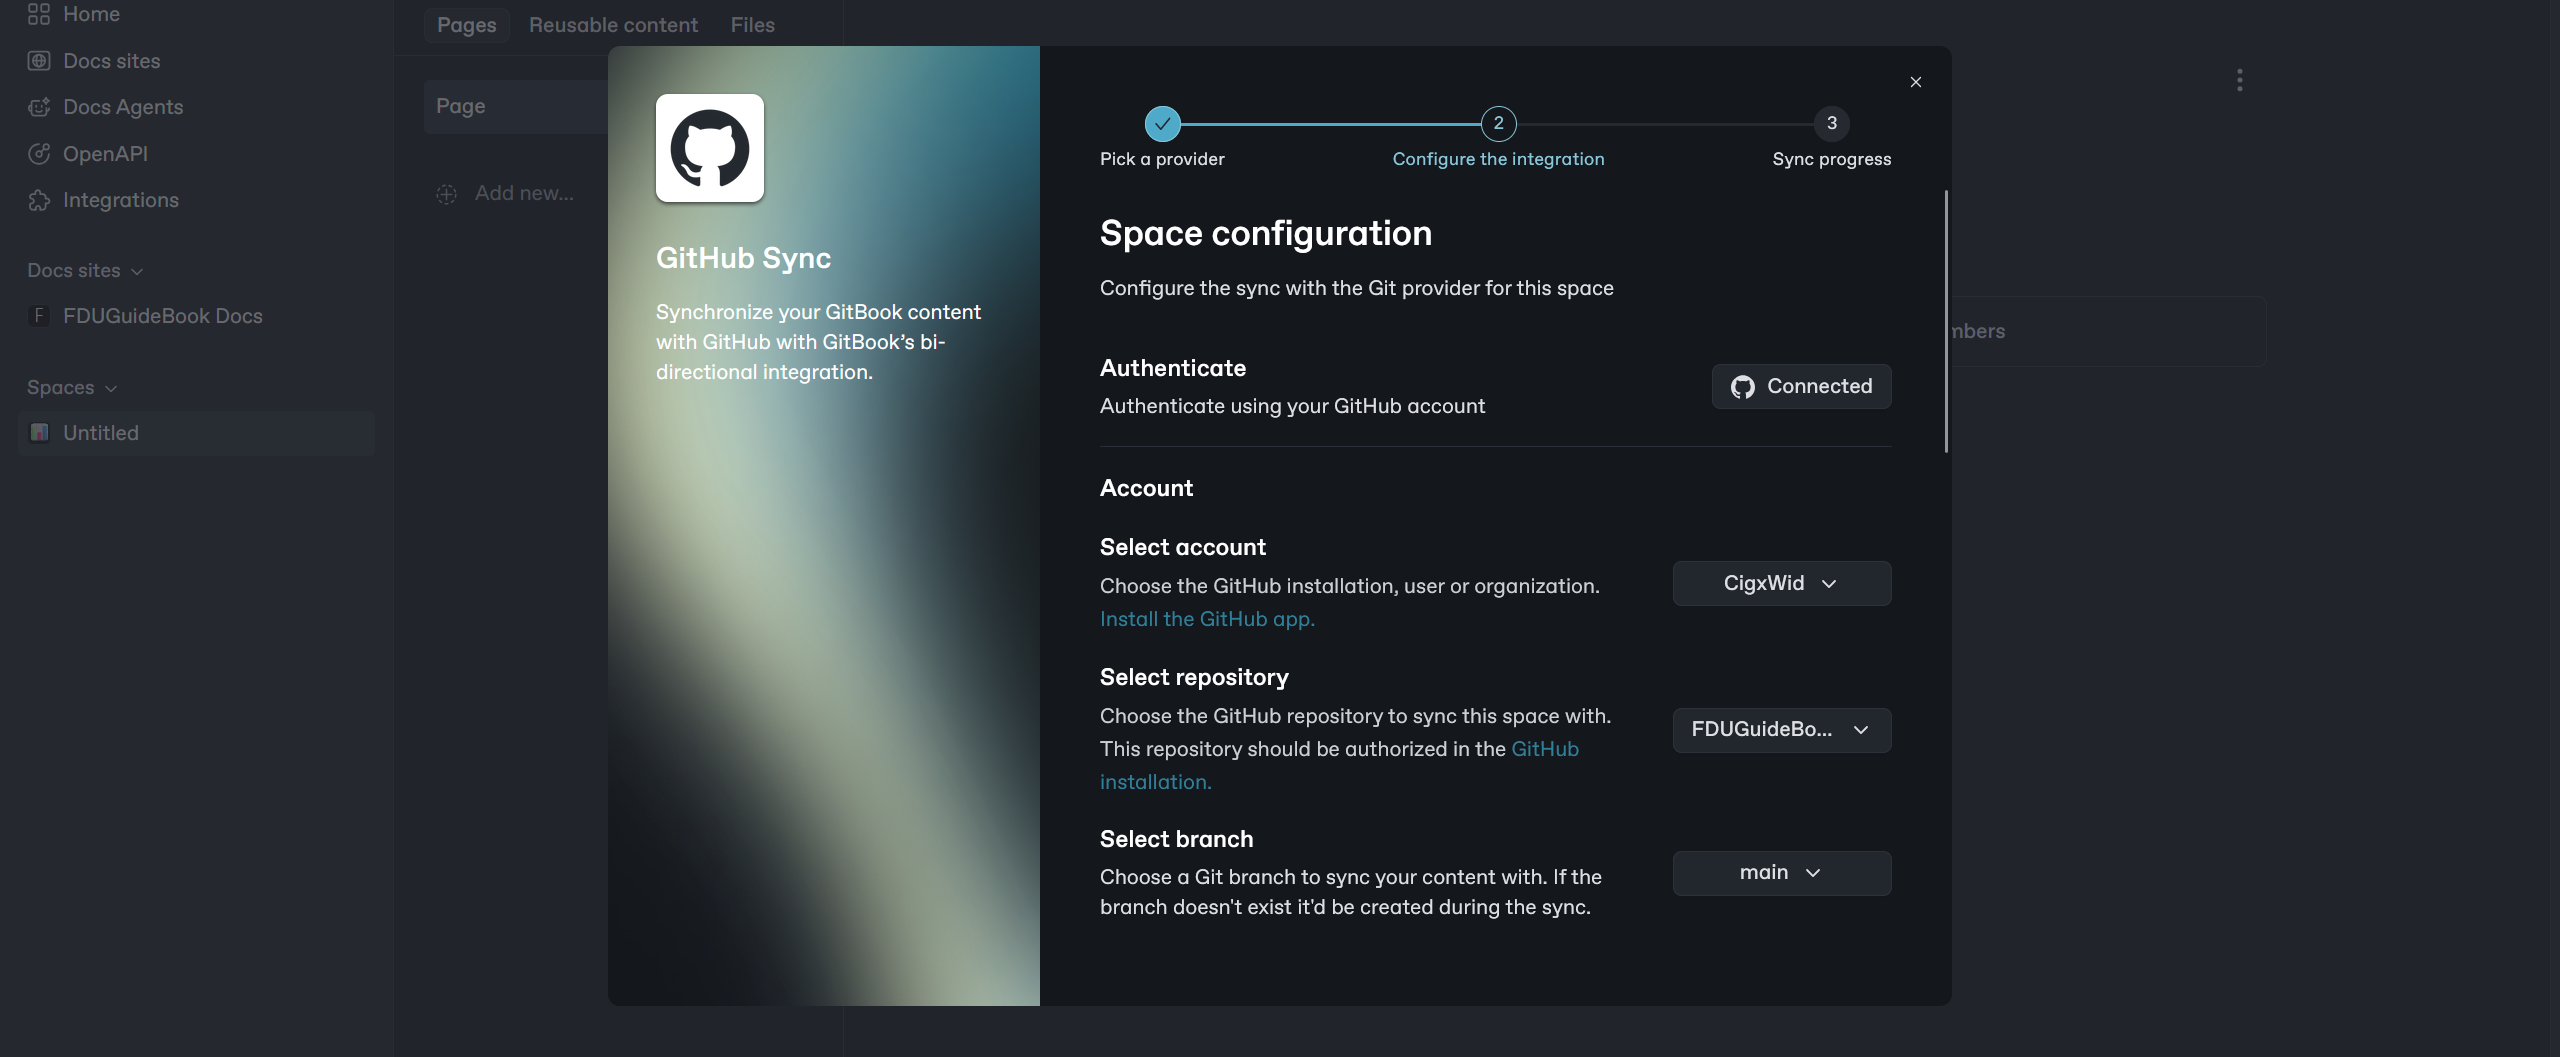 Home
Docs sites
Docs Agents
OpenAPI
Integrations
Docs sites
F FDUGuideBook Docs
Spaces
Untitled
Pages Reusable content Files
Page
Add new...
GitHub Sync
Synchronize your GitBook content
with GitHub with GitBook’s bi-
directional integration.
2 3
Pick a provider Configure the integration Sync progress
Space configuration
Configure the sync with the Git provider for this space
Authenticate
Authenticate using your GitHub account
Connected
Account
Select account
Choose the GitHub installation, user or organization.
Install the GitHub app.
CigxWid
Select repository
Choose the GitHub repository to sync this space with.
This repository should be authorized in the GitHub
installation.
FDUGuideBo...
Select branch
Choose a Git branch to sync your content with. If the
branch doesn't exist it'd be created during the sync.
main